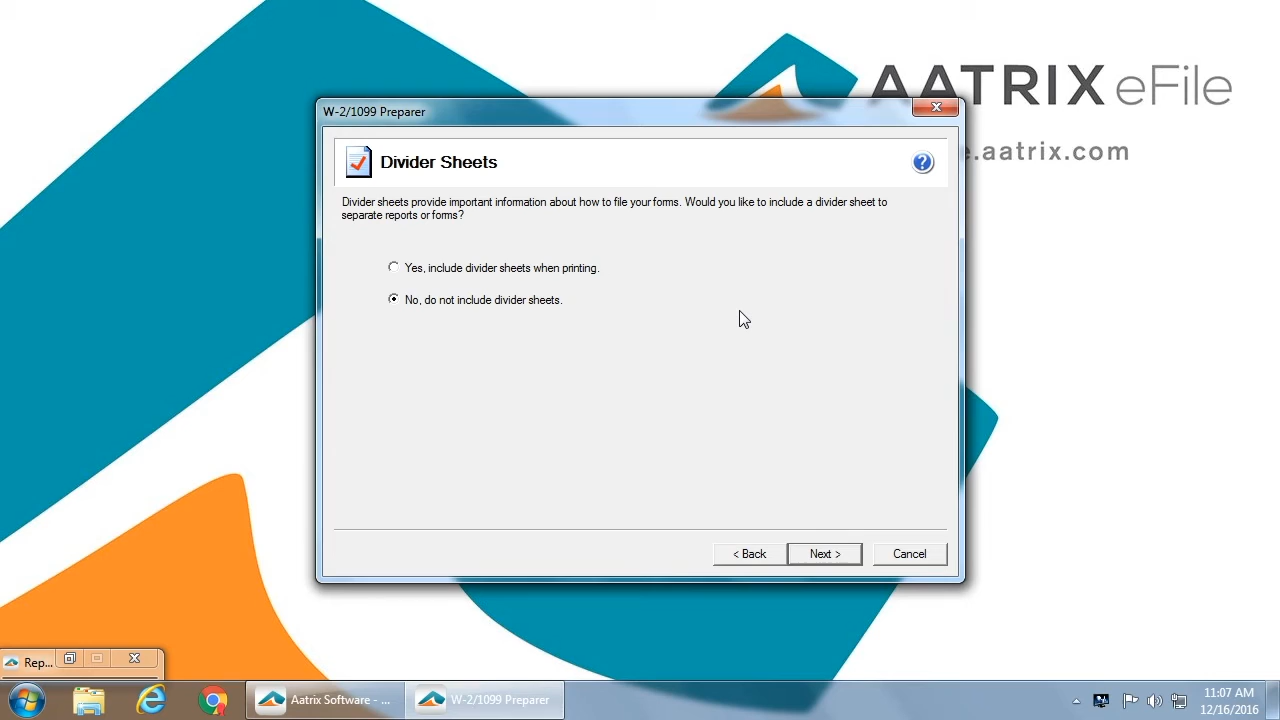 AATRIX eFile
W-2/1099 Preparer
e.aatrix.com
Divider Sheets
Divider sheets provide important information about how to file your forms. Would you like to include a divider sheet to
separate reports or forms?
Yes, include divider sheets when printing.
No, do not include divider sheets.
< Back
Next >
Cancel
Rep...
Aatrix Software - ...
W-2/1099 Preparer
11:07 AM
12/16/2016